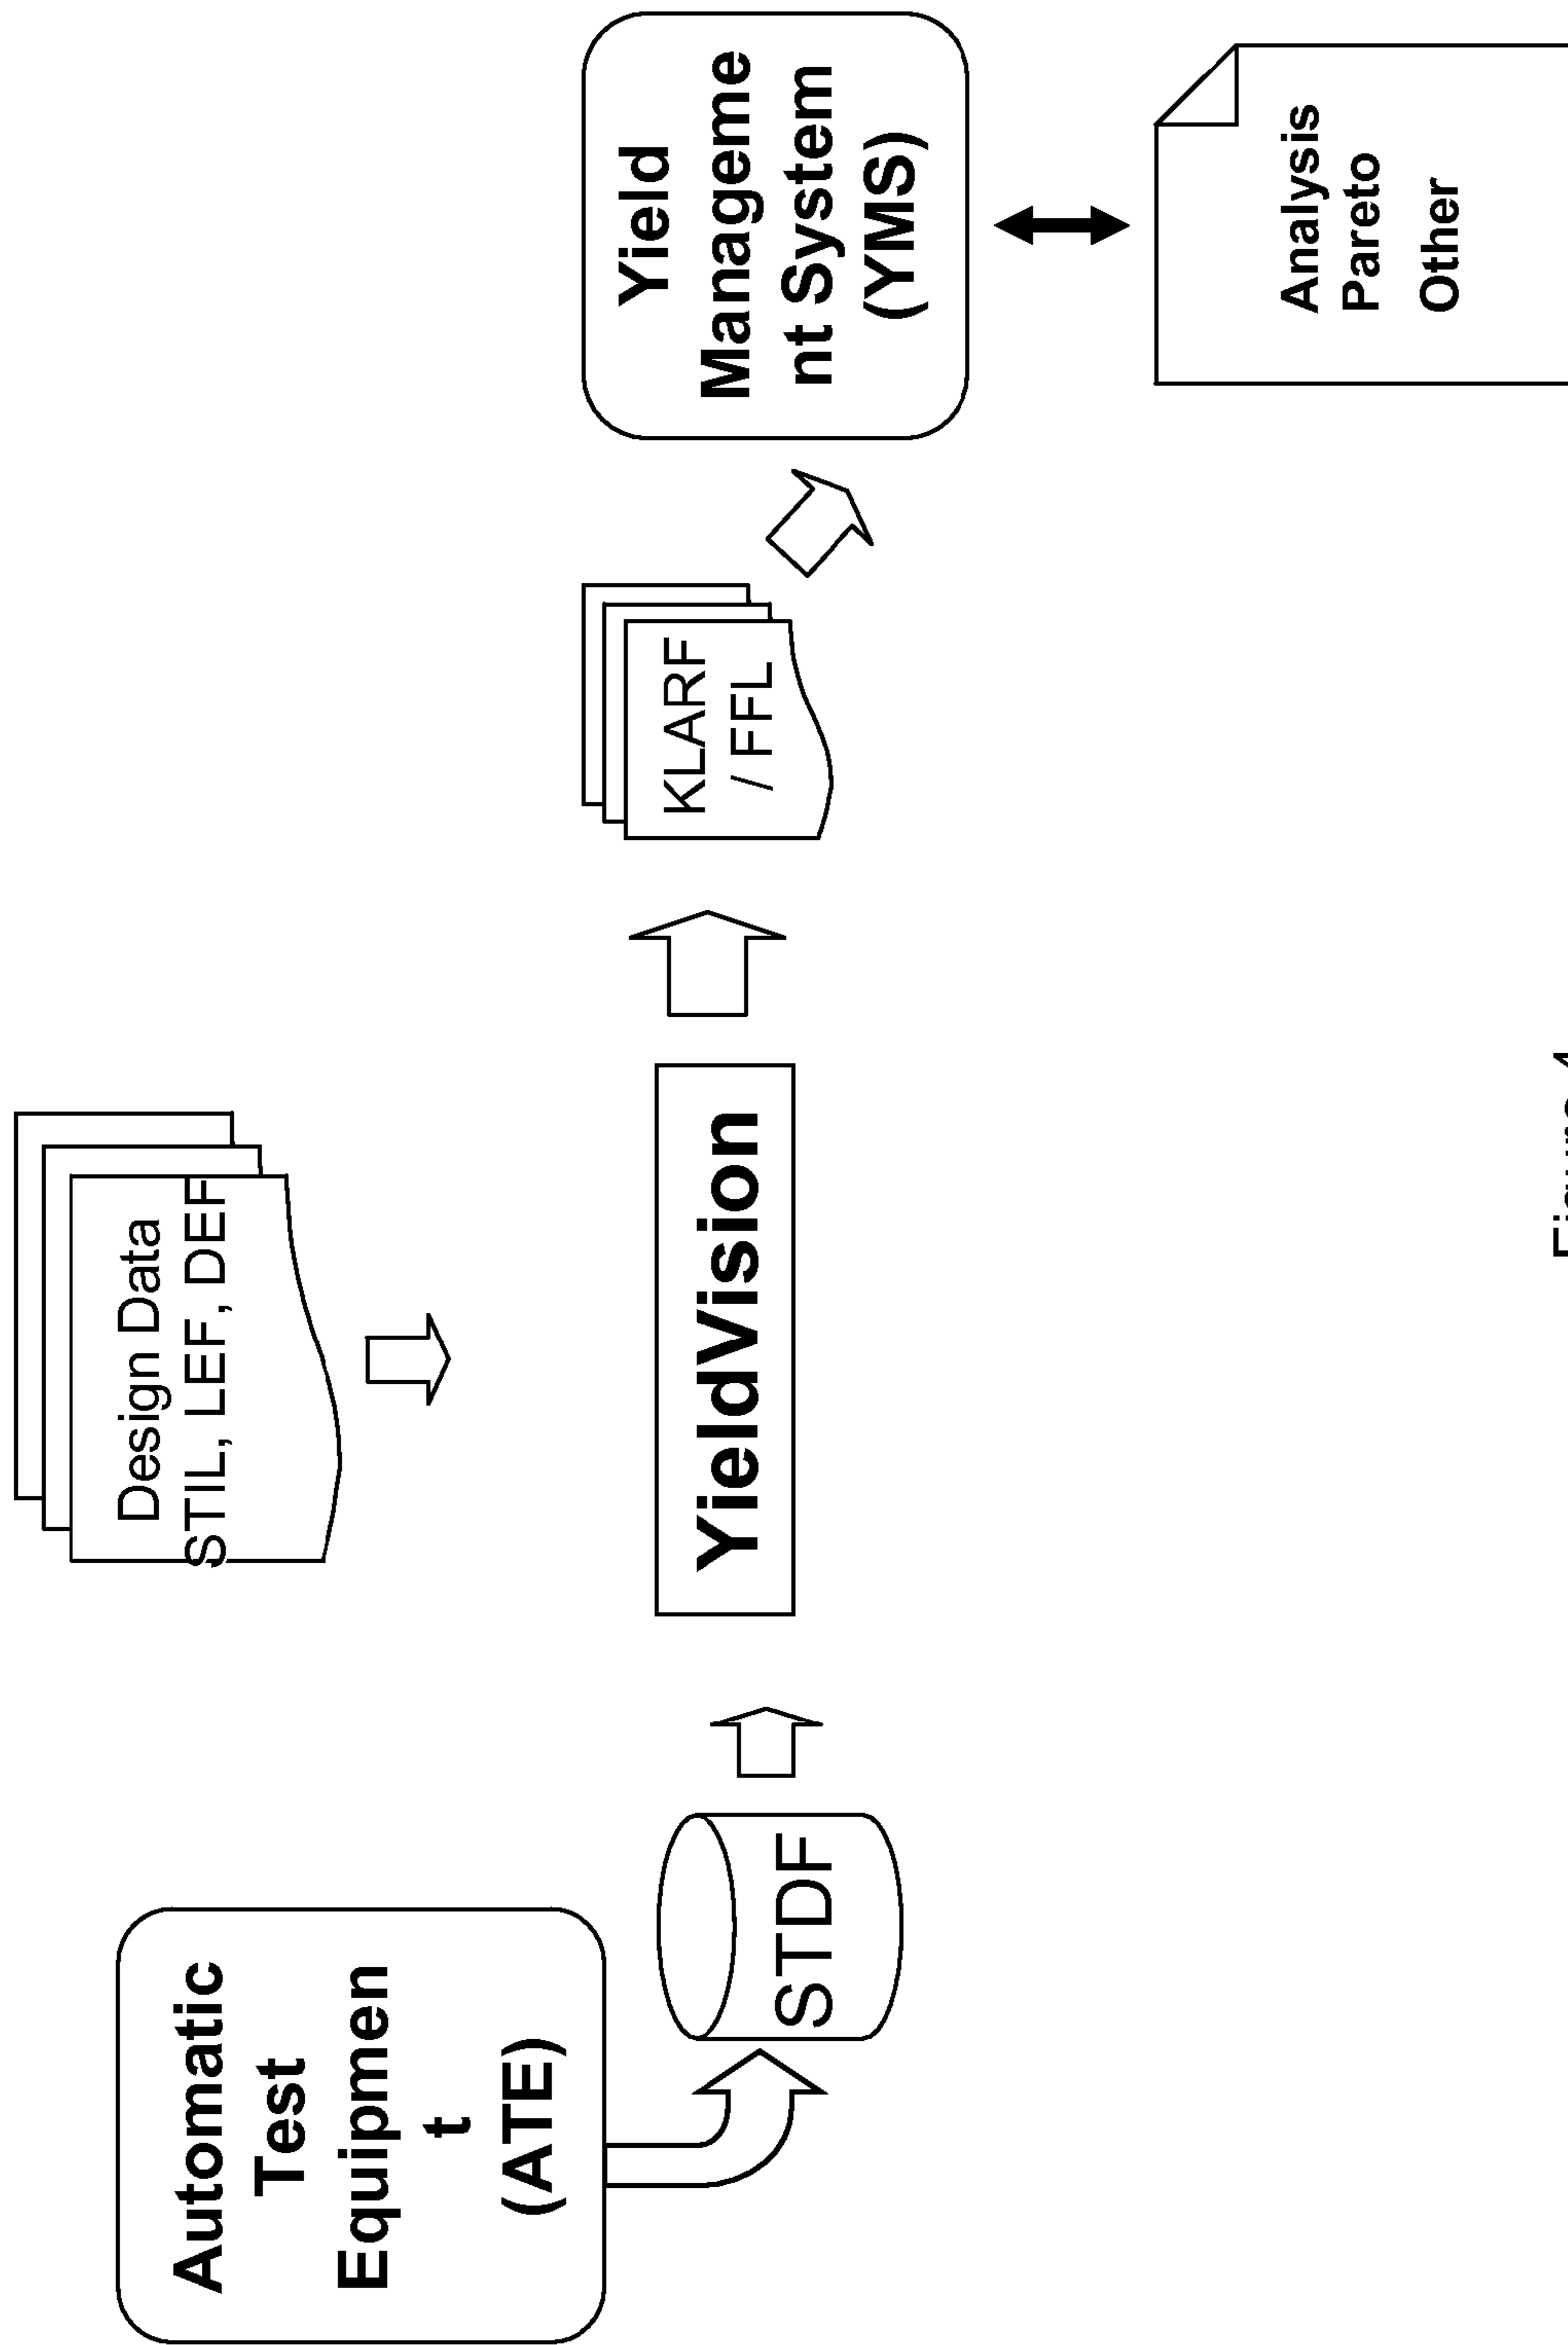 Automatic
Test
Equipmen
t
(ATE)
STDF
Design Data
STIL, LEF, DEF
YieldVision
KLARF
/ FFL
Yield
Manageme
nt System
(YMS)
Analysis
Pareto
Other